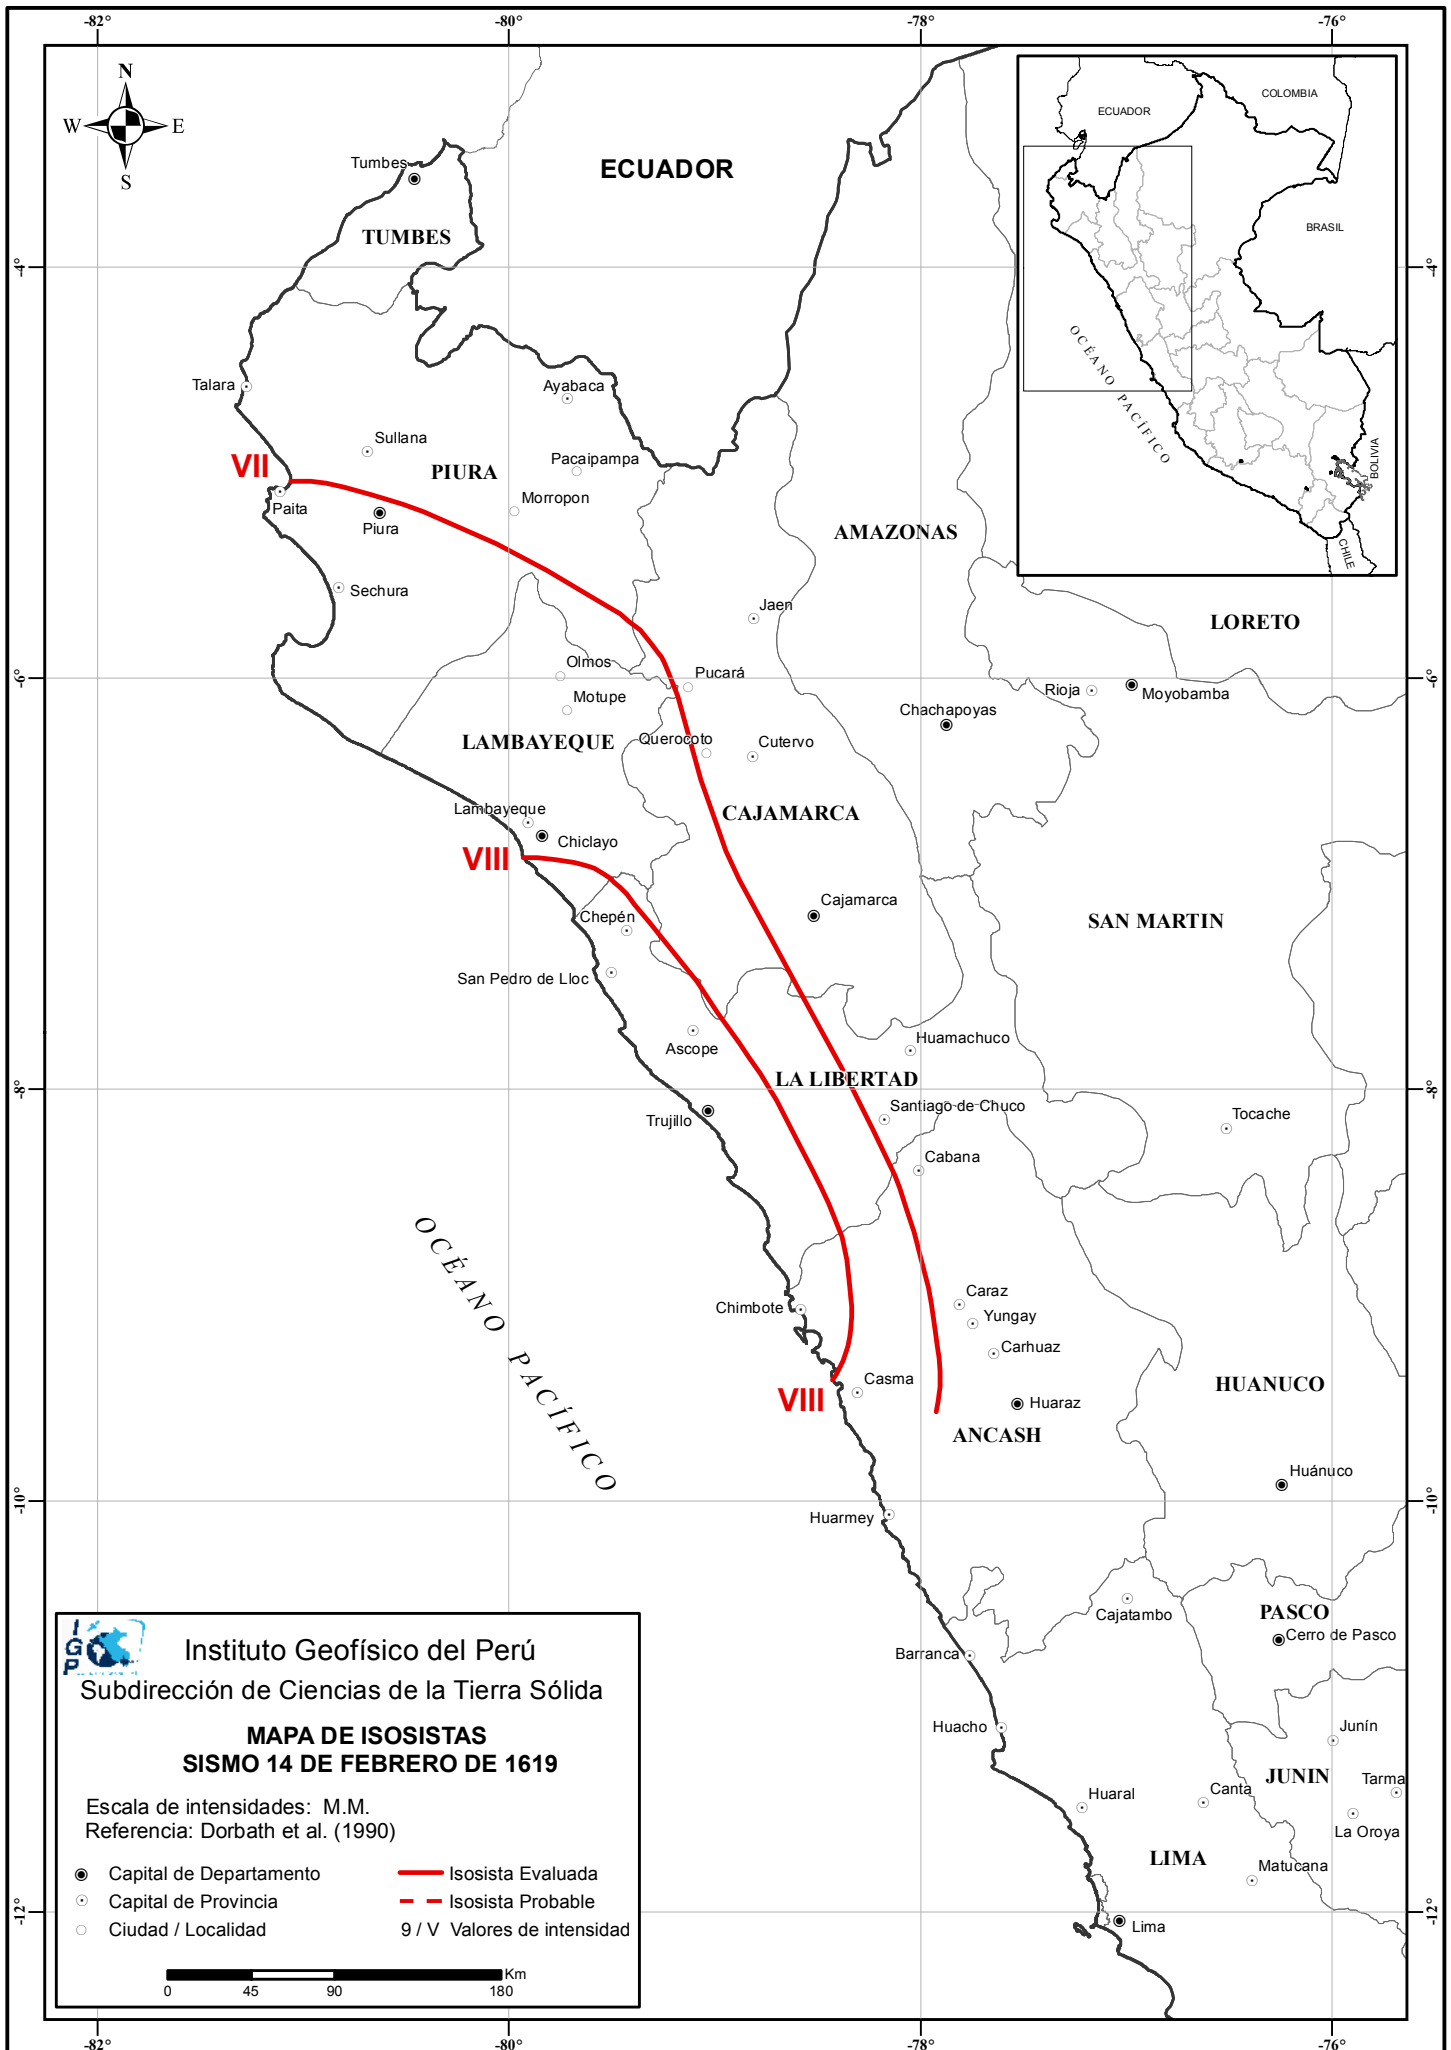 -82°
-80°
-78°
-76°
N
W
E
S
COLOMBIA
ECUADOR
BRASIL
OCÉANO PACÍFICO
BOLIVIA
CHILE
Tumbes
ECUADOR
TUMBES
-4°
-4°
Talara
Ayabaca
Sullana
VII
PIURA
Pacaipampa
Paita
Morropon
Piura
AMAZONAS
Sechura
Jaen
LORETO
Olmos
-6°
-6°
Pucará
Rioja
Moyobamba
Motupe
Chachapoyas
LAMBAYEQUE
Querocoto
Cutervo
Lambayeque
CAJAMARCA
Chiclayo
VIII
Cajamarca
Chepén
SAN MARTIN
San Pedro de Lloc
Huamachuco
Ascope
LA LIBERTAD
-8°
-8°
Santiago de Chuco
Trujillo
Tocache
Cabana
OCÉANO PACÍFICO
Caraz
Chimbote
Yungay
Carhuaz
Casma
HUANUCO
VIII
Huaraz
ANCASH
Huánuco
-10°
-10°
Huarmey
Cajatambo
PASCO
Cerro de Pasco
Barranca
Huacho
Junín
JUNIN
Tarma
Huaral
Canta
La Oroya
LIMA
Matucana
-12°
-12°
Lima
IGP
Instituto Geofísico del Perú
Subdirección de Ciencias de la Tierra Sólida
MAPA DE ISOSISTAS
SISMO 14 DE FEBRERO DE 1619
Escala de intensidades: M.M.
Referencia: Dorbath et al. (1990)
Capital de Departamento
Isosista Evaluada
Capital de Provincia
Isosista Probable
Ciudad / Localidad
9 / V Valores de intensidad
Km
0 45 90 180
-82°
-80°
-78°
-76°